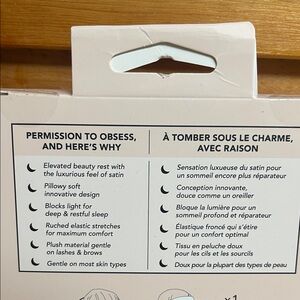 PERMISSION TO OBSESS,
AND HERE'S WHY
Elevated beauty rest with
the luxurious feel of satin
Pillowy soft
innovative design
Blocks light for
deep & restful sleep
Ruched elastic stretches
for maximum comfort
Plush material gentle
on lashes & brows
Gentle on most skin types
À TOMBER SOUS LE CHARME,
AVEC RAISON
Sensation luxueuse du satin pour
un sommeil encore plus réparateur
Conception innovante,
douce comme un oreiller
Bloque la lumière pour un
sommeil profond et réparateur
Élastique froncé qui s'étire
pour un confort optimal
Tissu en peluche doux
pour les cils et les sourcils
Doux pour la plupart des types de peau
x1